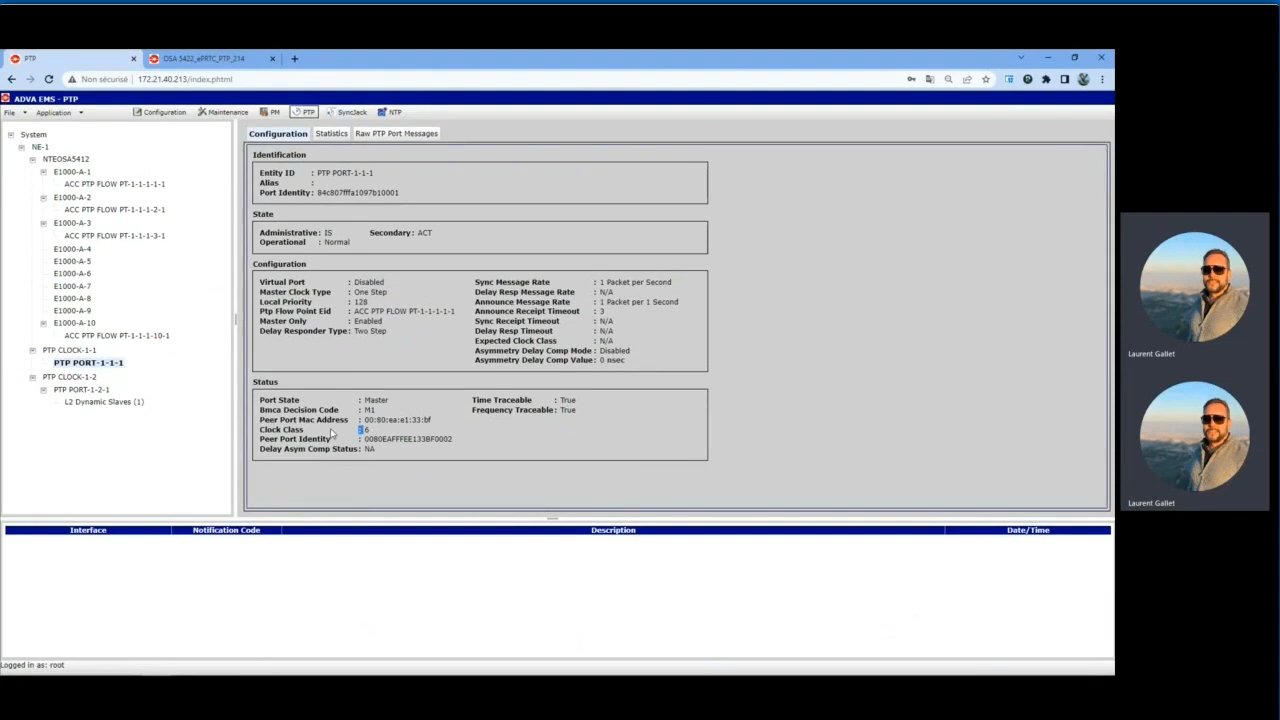 PTP
OSA 5422_ePRTC_PTP_214
Non sécurisé
172.21.40.213/index.phtml
ADVA EMS - PTP
File Application Configuration Maintenance PM PTP SyncJack NTP
System
NE-1
NTEOSA5412
E1000-A-1
ACC PTP FLOW PT-1-1-1-1-1
E1000-A-2
ACC PTP FLOW PT-1-1-1-2-1
E1000-A-3
ACC PTP FLOW PT-1-1-1-3-1
E1000-A-4
E1000-A-5
E1000-A-6
E1000-A-7
E1000-A-8
E1000-A-9
E1000-A-10
ACC PTP FLOW PT-1-1-1-10-1
PTP CLOCK-1-1
PTP PORT-1-1-1
PTP CLOCK-1-2
PTP PORT-1-2-1
L2 Dynamic Slaves (1)
Configuration Statistics Raw PTP Port Messages
Identification
Entity ID : PTP PORT-1-1-1
Alias :
Port Identity : 84c807fffa1097b10001
State
Administrative : IS Secondary : ACT
Operational : Normal
Configuration
Virtual Port : Disabled Sync Message Rate : 1 Packet per Second
Master Clock Type : One Step Delay Resp Message Rate : N/A
Local Priority : 128 Announce Message Rate : 1 Packet per 1 Second
Ptp Flow Point Eid : ACC PTP FLOW PT-1-1-1-1-1 Announce Receipt Timeout : 3
Master Only : Enabled Sync Receipt Timeout : N/A
Delay Responder Type : Two Step Delay Resp Timeout : N/A
Expected Clock Class : N/A
Asymmetry Delay Comp Mode : Disabled
Asymmetry Delay Comp Value : 0 nsec
Status
Port State : Master Time Traceable : True
Bmca Decision Code : M1 Frequency Traceable : True
Peer Port Mac Address : 00:80:ea:e1:33:bf
Clock Class : 6
Peer Port Identity : 0080EAFFFEE133BF0002
Delay Asym Comp Status : NA
Interface Notification Code Description Date/Time
Logged in as: root
Laurent Gallet
Laurent Gallet